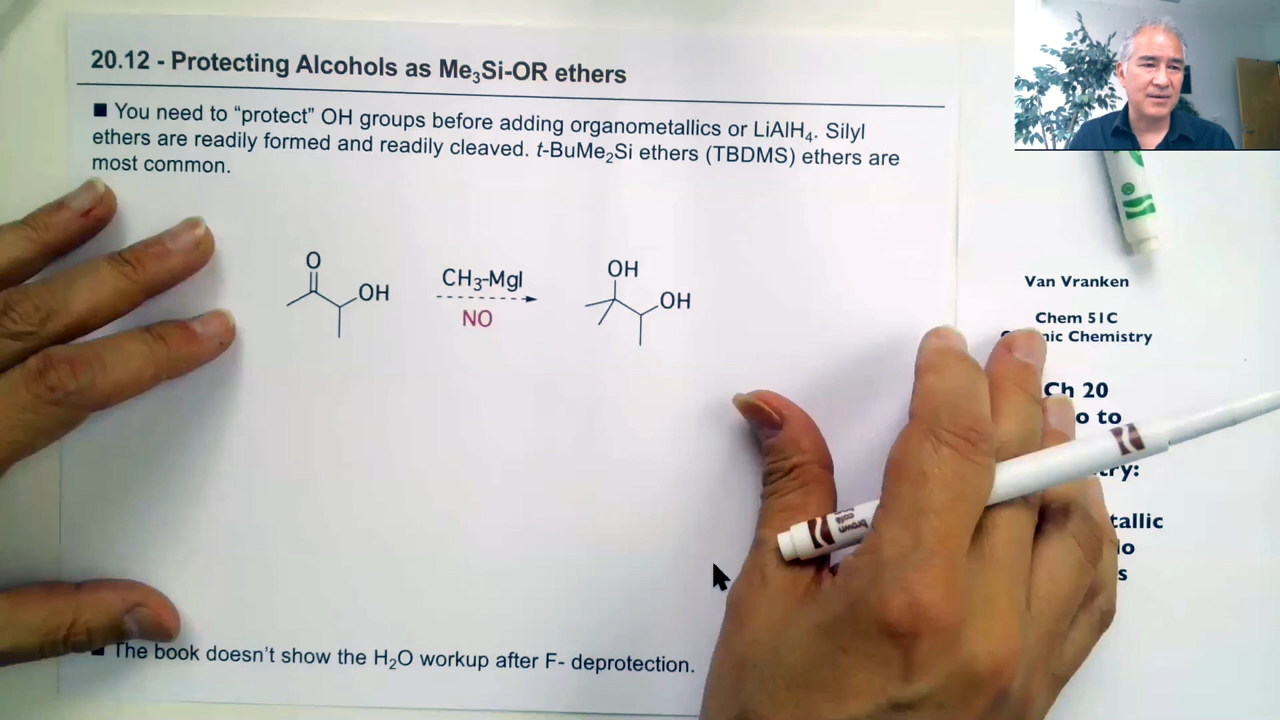 20.12 - Protecting Alcohols as Me₃Si-OR ethers
■ You need to “protect” OH groups before adding organometallics or LiAlH₄. Silyl
ethers are readily formed and readily cleaved. t-BuMe₂Si ethers (TBDMS) ethers are
most common.
O
OH
CH₃-MgI
NO
OH
OH
■ The book doesn’t show the H₂O workup after F- deprotection.
Van Vranken
Chem 51C
Chemistry
Ch 20
to
brown